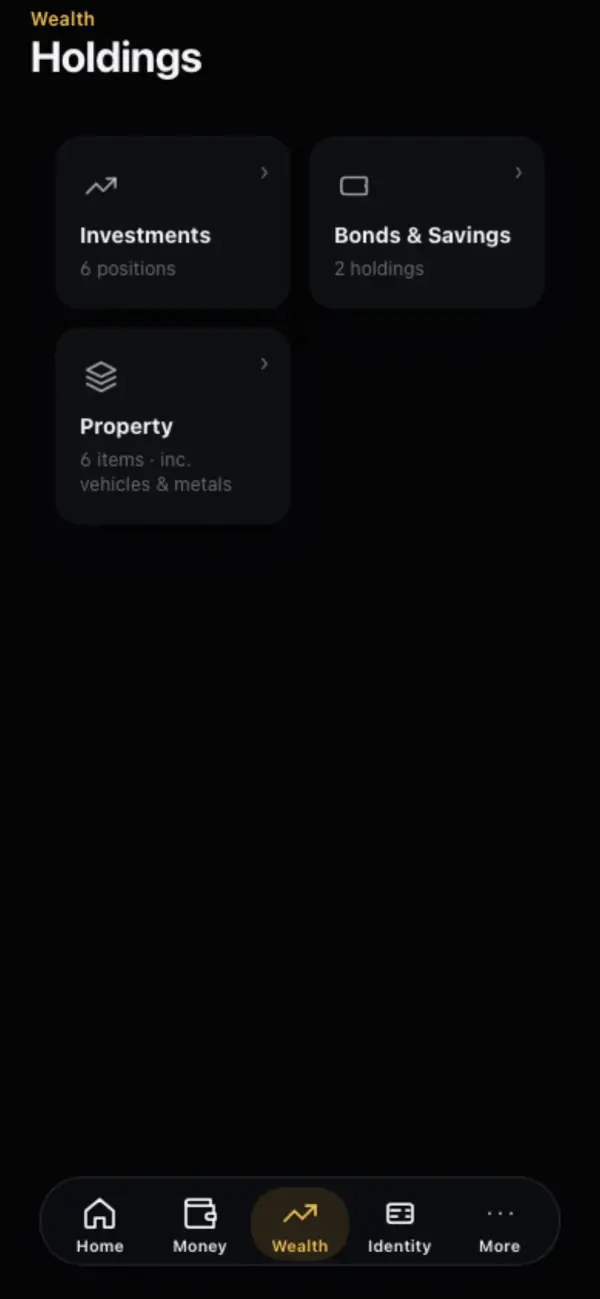 Wealth
Holdings
Investments
6 positions
Bonds & Savings
2 holdings
Property
6 items · inc.
vehicles & metals
Home
Money
Wealth
Identity
More